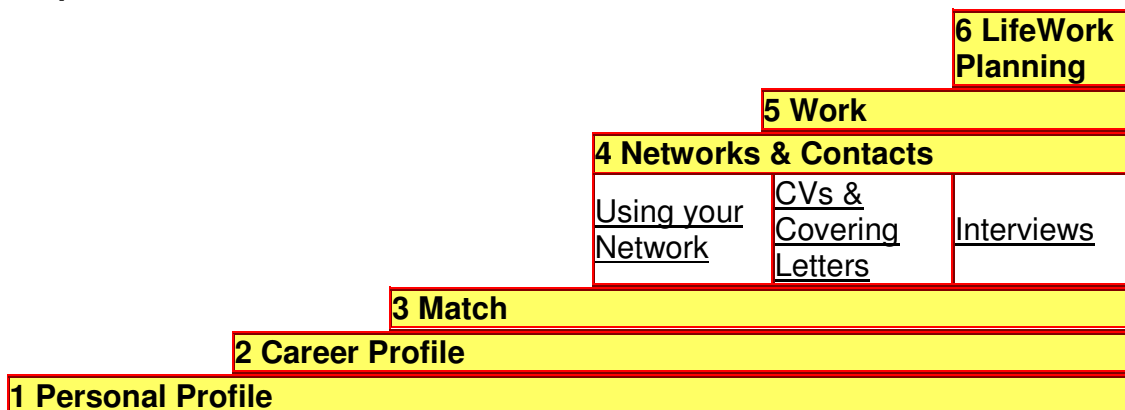 6 LifeWork
Planning
5 Work
4 Networks & Contacts
Using your
Network
CVs &
Covering
Letters
Interviews
3 Match
2 Career Profile
1 Personal Profile